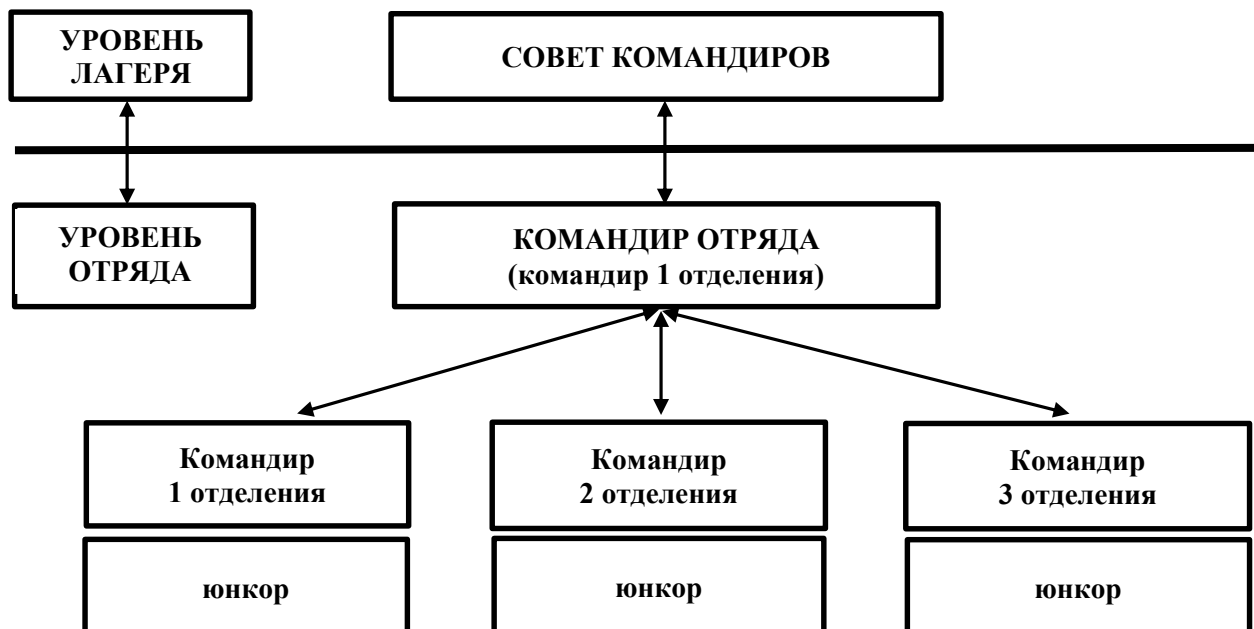 УРОВЕНЬ
ЛАГЕРЯ
СОВЕТ КОМАНДИРОВ
УРОВЕНЬ
ОТРЯДА
КОМАНДИР ОТРЯДА
(командир 1 отделения)
Командир
1 отделения
Командир
2 отделения
Командир
3 отделения
юнкор
юнкор
юнкор